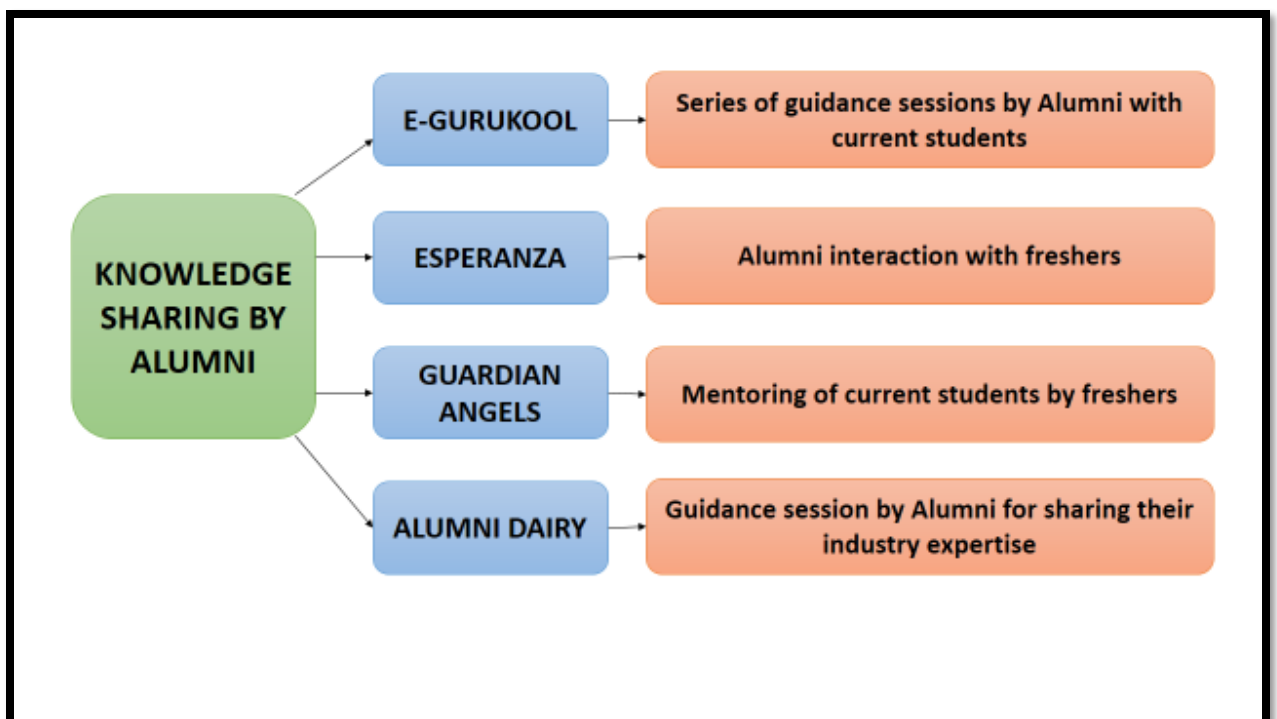 E-GURUKOOL
Series of guidance sessions by Alumni with
current students
KNOWLEDGE
SHARING BY
ALUMNI
ESPERANZA
Alumni interaction with freshers
GUARDIAN
ANGELS
Mentoring of current students by freshers
ALUMNI DAIRY
Guidance session by Alumni for sharing their
industry expertise